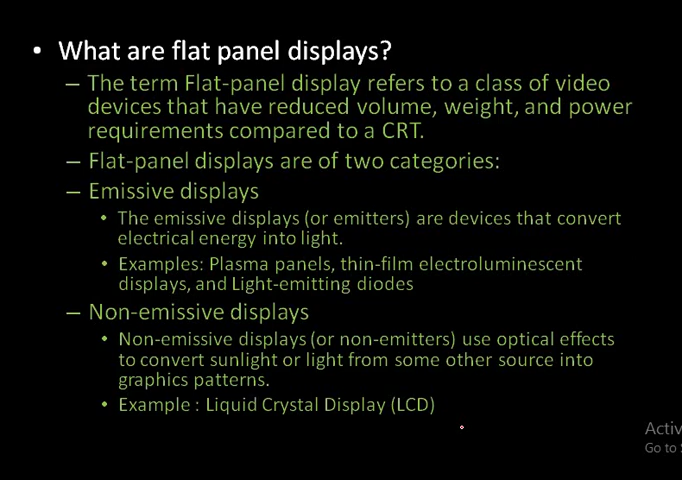 • What are flat panel displays?
– The term Flat-panel display refers to a class of video
devices that have reduced volume, weight, and power
requirements compared to a CRT.
– Flat-panel displays are of two categories:
– Emissive displays
• The emissive displays (or emitters) are devices that convert
electrical energy into light.
• Examples: Plasma panels, thin-film electroluminescent
displays, and Light-emitting diodes
– Non-emissive displays
• Non-emissive displays (or non-emitters) use optical effects
to convert sunlight or light from some other source into
graphics patterns.
• Example : Liquid Crystal Display (LCD)
Go to